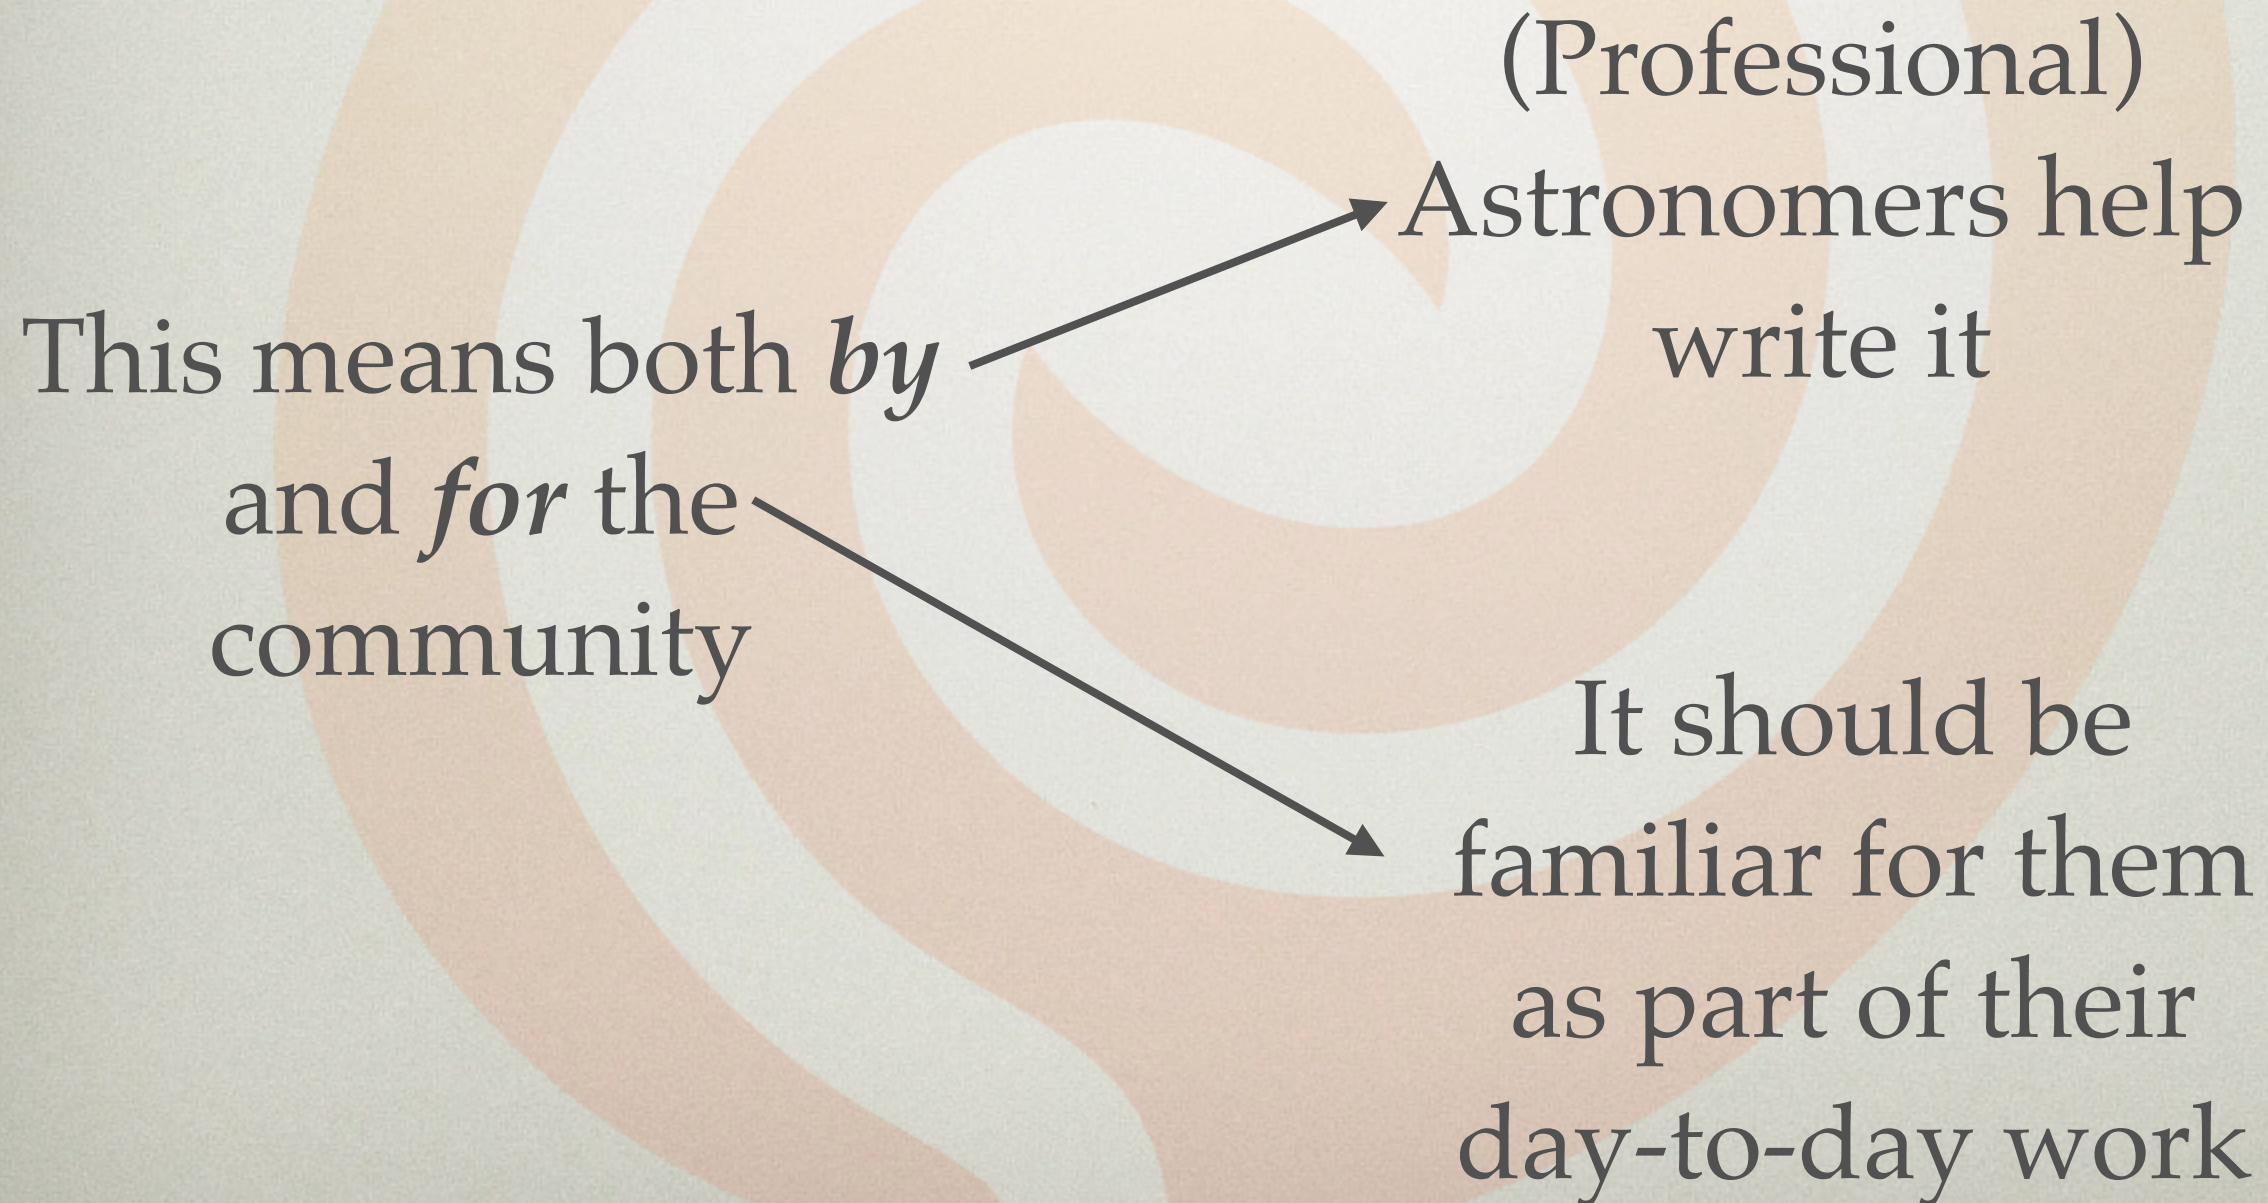 This means both by
and for the
community
(Professional)
Astronomers help
write it
It should be
familiar for them
as part of their
day-to-day work